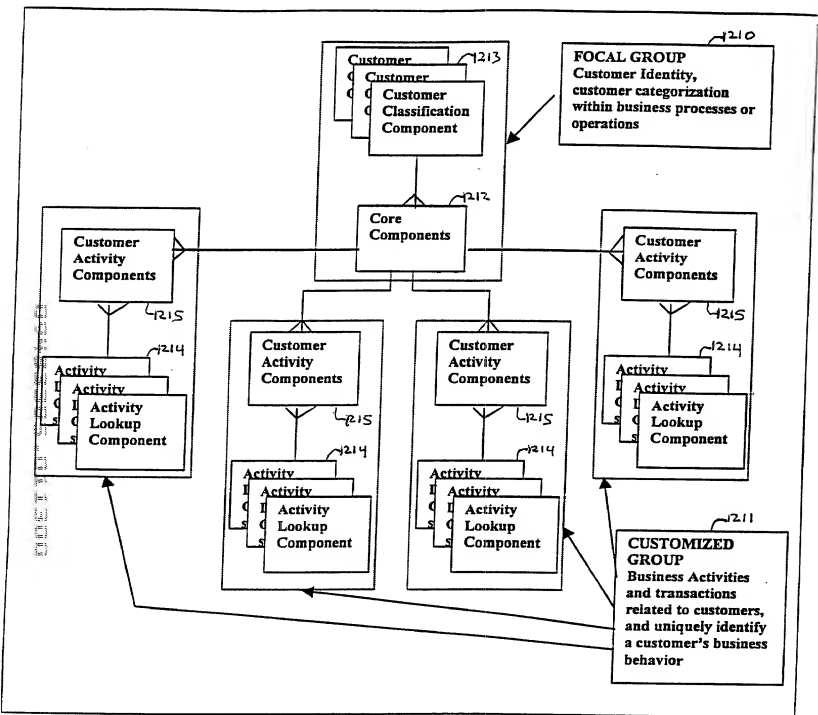 1210
FOCAL GROUP
Customer Identity,
customer categorization
within business processes or
operations
1213
Customer
C
Customer
C
Customer
Classification
Component
1212
Core
Components
Customer
Activity
Components
1215
1214
Activity
Activity
Activity
Lookup
Component
Customer
Activity
Components
1215
1214
Activity
Activity
Activity
Lookup
Component
Customer
Activity
Components
1215
1214
Activity
Activity
Activity
Lookup
Component
Customer
Activity
Components
1215
1214
Activity
Activity
Activity
Lookup
Component
1211
CUSTOMIZED
GROUP
Business Activities
and transactions
related to customers,
and uniquely identify
a customer's business
behavior